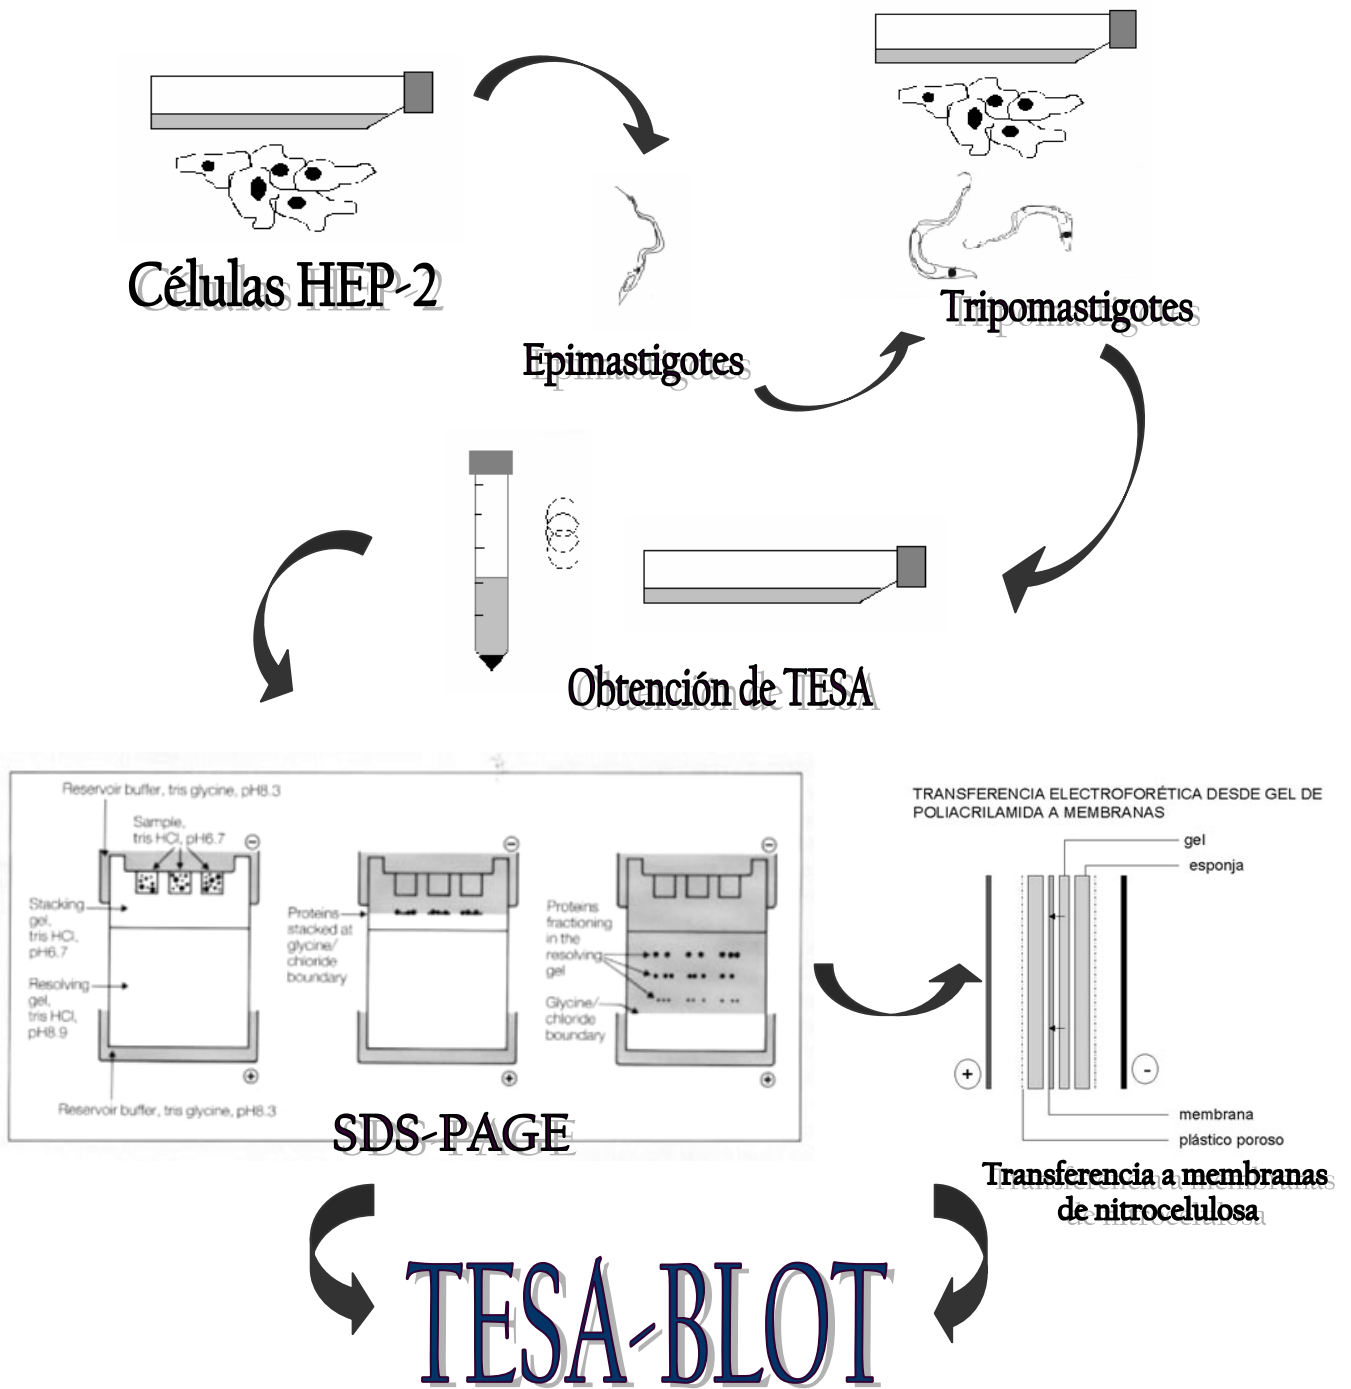 Células HEP-2
Epimastigotes
Tripomastigotes
Obtención de TESA
Reservoir buffer, tris glycine, pH8.3
Sample,
tris HCl, pH6.7
Stacking
gel,
tris HCl,
pH6.7
Resolving
gel,
tris HCl,
pH8.9
Reservoir buffer, tris glycine, pH8.3
Proteins
stacked at
glycine/
chloride
boundary
Proteins
fractioning
in the
resolving
gel
Glycine/
chloride
boundary
-
+
-
+
-
+
SDS-PAGE
TRANSFERENCIA ELECTROFORÉTICA DESDE GEL DE
POLIACRILAMIDA A MEMBRANAS
gel
esponja
+
-
membrana
plástico poroso
Transferencia a membranas
de nitrocelulosa
TESA-BLOT